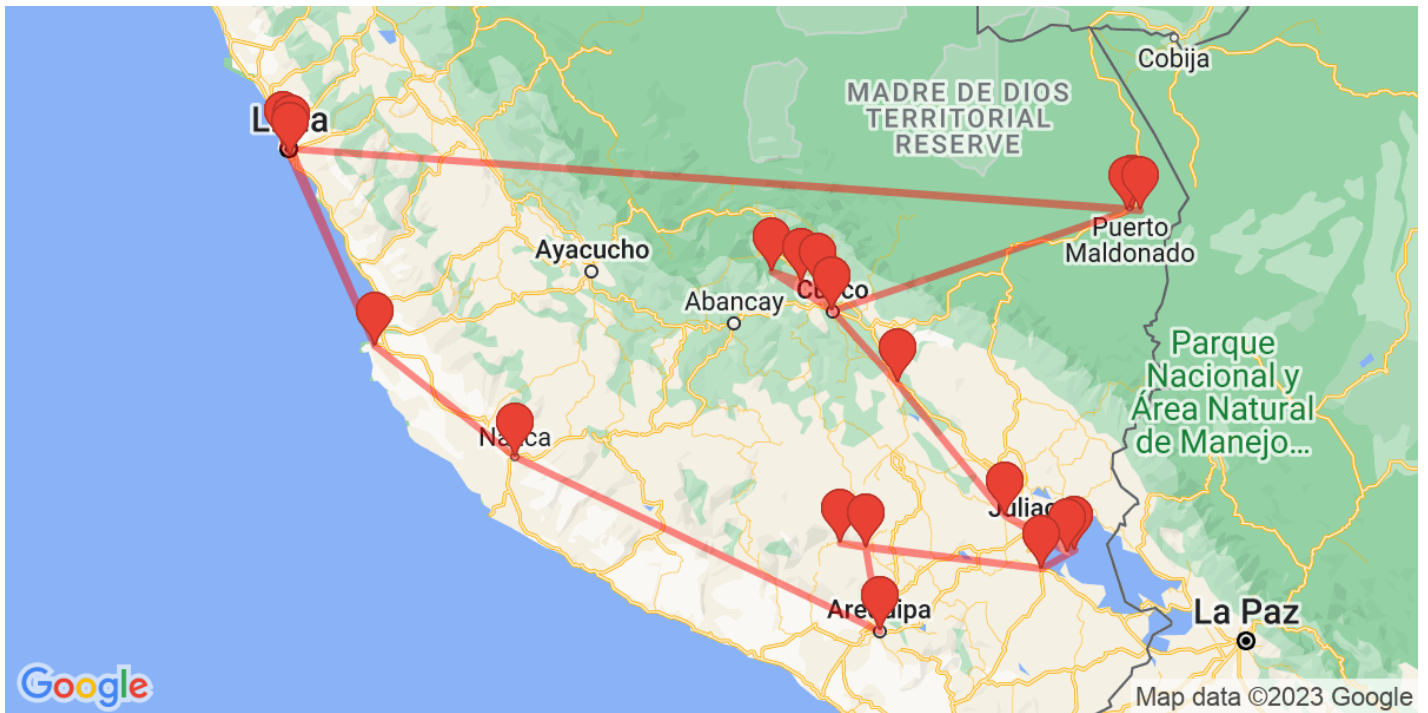 Cobija
MADRE DE DIOS
TERRITORIAL
RESERVE
Puerto
Maldonado
Ayacucho
Abancay
Parque
Nacional y
Área Natural
de Manejo...
La Paz
Google
Map data ©2023 Google